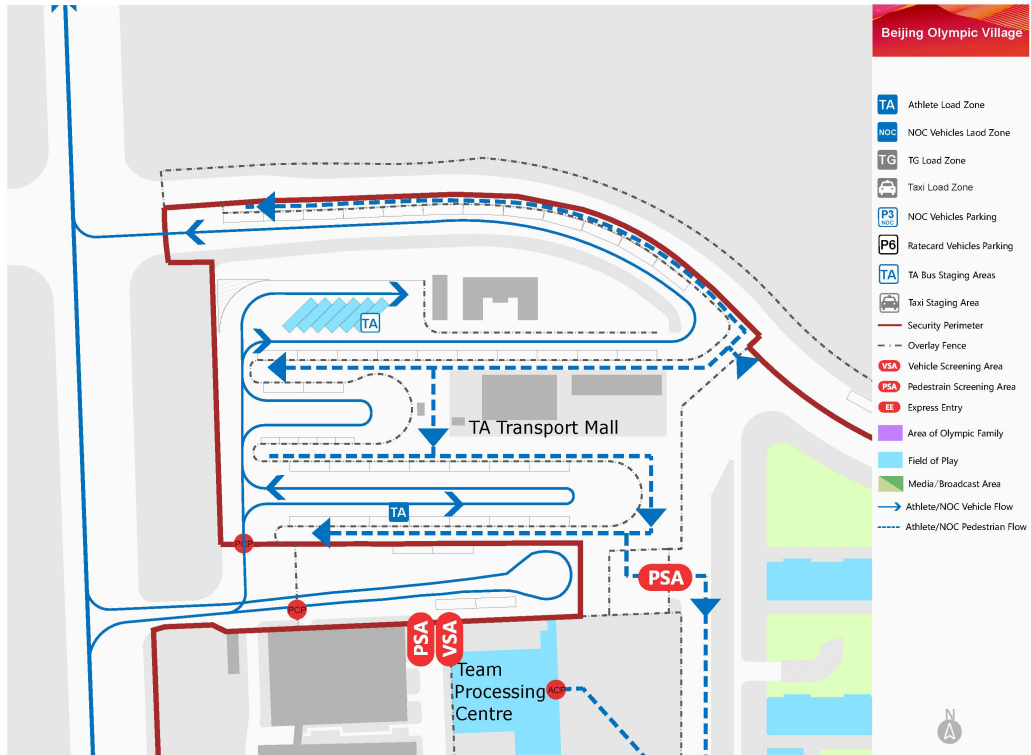 Beijing Olympic Village
TA Athlete Load Zone
NOC NOC Vehicles Laod Zone
TG TG Load Zone
Taxi Load Zone
P3 NOC NOC Vehicles Parking
P6 Ratecard Vehicles Parking
TA TA Bus Staging Areas
Taxi Staging Area
Security Perimeter
Overlay Fence
VSA Vehicle Screening Area
PSA Pedestrain Screening Area
EE Express Entry
Area of Olympic Family
Field of Play
Media/Broadcast Area
Athlete/NOC Vehicle Flow
Athlete/NOC Pedestrian Flow
N
TA
TA Transport Mall
TA
PCP
PSA
PCP
PSA
VSA
Team
Processing
Centre
ACP